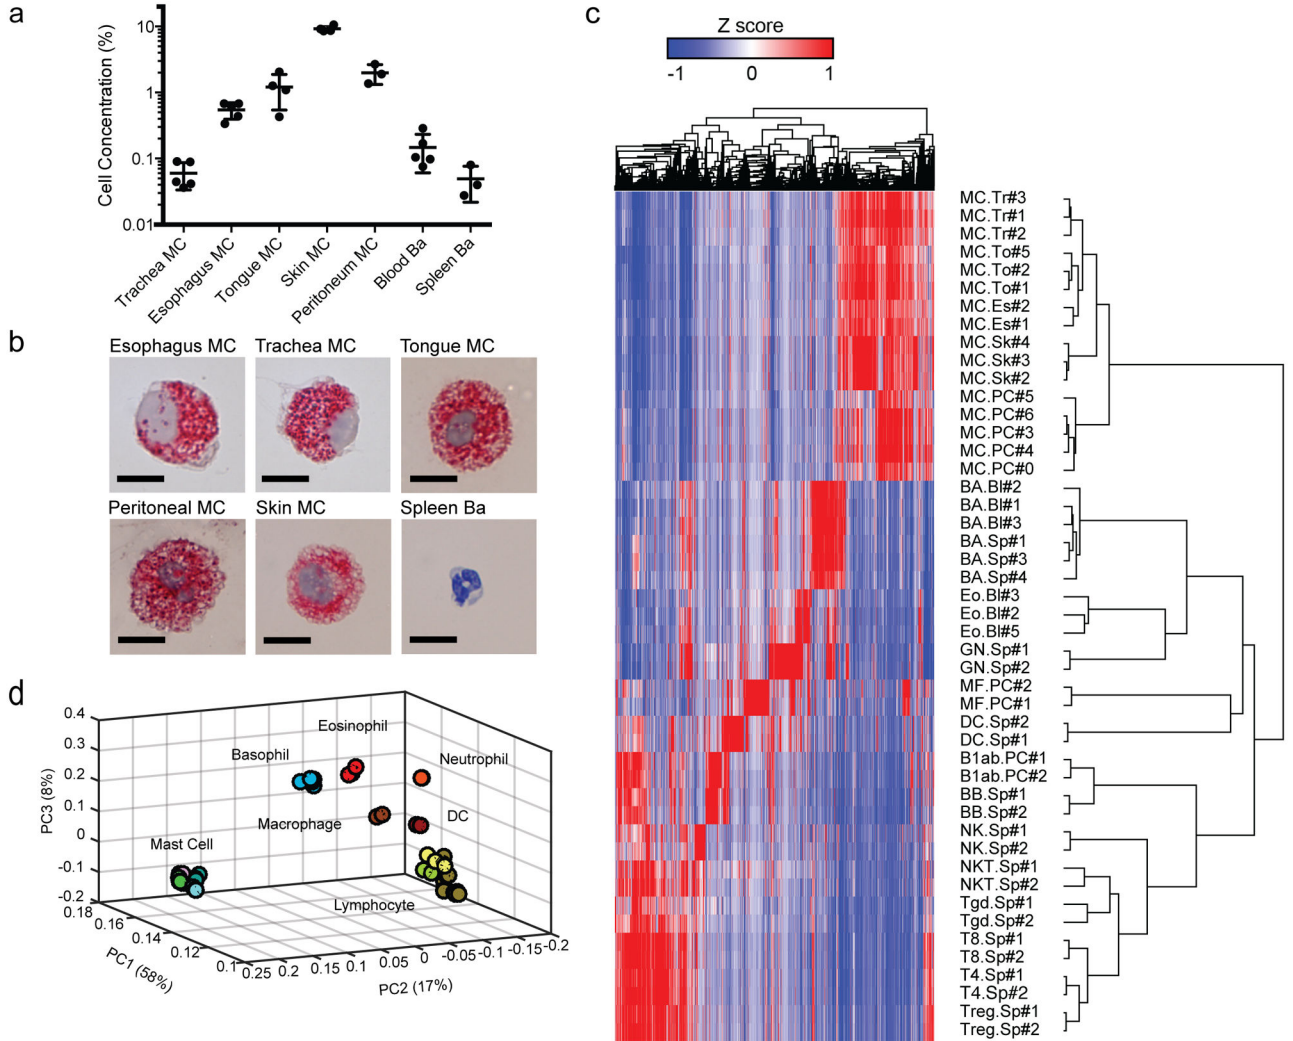 a
Cell Concentration (%)
10
1
0.1
0.01
Trachea MC
Esophagus MC
Tongue MC
Skin MC
Peritoneum MC
Blood Ba
Spleen Ba
b
Esophagus MC
Trachea MC
Tongue MC
Peritoneal MC
Skin MC
Spleen Ba
c
Z score
-1
0
1
MC.Tr#3
MC.Tr#1
MC.Tr#2
MC.To#5
MC.To#2
MC.To#1
MC.Es#2
MC.Es#1
MC.Sk#4
MC.Sk#3
MC.Sk#2
MC.PC#5
MC.PC#6
MC.PC#3
MC.PC#4
MC.PC#0
BA.Bl#2
BA.Bl#1
BA.Bl#3
BA.Sp#1
BA.Sp#3
BA.Sp#4
Eo.Bl#3
Eo.Bl#2
Eo.Bl#5
GN.Sp#1
GN.Sp#2
MF.PC#2
MF.PC#1
DC.Sp#2
DC.Sp#1
B1ab.PC#1
B1ab.PC#2
BB.Sp#1
BB.Sp#2
NK.Sp#1
NK.Sp#2
NKT.Sp#1
NKT.Sp#2
Tgd.Sp#1
Tgd.Sp#2
T8.Sp#1
T8.Sp#2
T4.Sp#1
T4.Sp#2
Treg.Sp#1
Treg.Sp#2
d
PC3 (8%)
0.4
0.3
0.2
0.1
0
-0.1
-0.2
0.18
0.16
0.14
0.12
0.1
PC1 (58%)
0.25
0.2
0.15
0.1
0.05
0
-0.05
-0.1
-0.15
-0.2
PC2 (17%)
Eosinophil
Basophil
Neutrophil
Macrophage
DC
Mast Cell
Lymphocyte